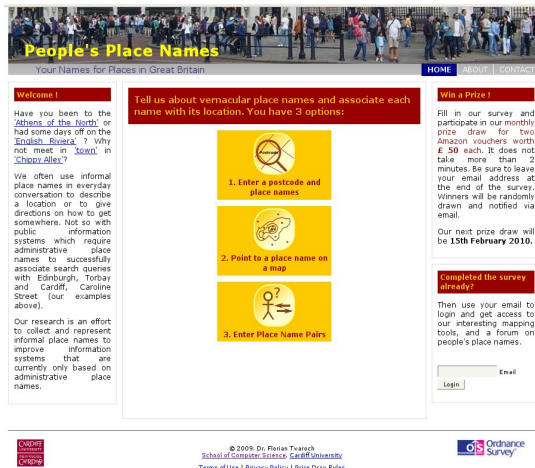 People's Place Names
Your Names for Places in Great Britain
HOME ABOUT CONTACT
Welcome !
Have you been to the
'Athens of the North' or
had some days off on the
'English Riviera' ? Why
not meet in 'town' in
'Chippy Alley'?
We often use informal
place names in everyday
conversation to describe
a location or to give
directions on how to get
somewhere. Not so with
public information
systems which require
administrative place
names to successfully
associate search queries
with Edinburgh, Torbay
and Cardiff, Caroline
Street (our examples
above).
Our research is an effort
to collect and represent
informal place names to
improve information
systems that are
currently only based on
administrative place
names.
Tell us about vernacular place names and associate each
name with its location. You have 3 options:
Postcode
1. Enter a postcode and
place names
2. Point to a place name on
a map
3. Enter Place Name Pairs
Win a Prize !
Fill in our survey and
participate in our monthly
prize draw for two
Amazon vouchers worth
£ 50 each. It does not
take more than 2
minutes. Be sure to leave
your email address at
the end of the survey.
Winners will be randomly
drawn and notified via
email.
Our next prize draw will
be 15th February 2010.
Completed the survey
already?
Then use your email to
login and get access to
our interesting mapping
tools, and a forum on
people's place names.
Email
Login
CARDIFF
UNIVERSITY
PRIFYSGOL
CAERDYDD
© 2009, Dr. Florian Twaroch
School of Computer Science, Cardiff University
Terms of Use | Privacy Policy | Prize Draw Rules
Ordnance
Survey